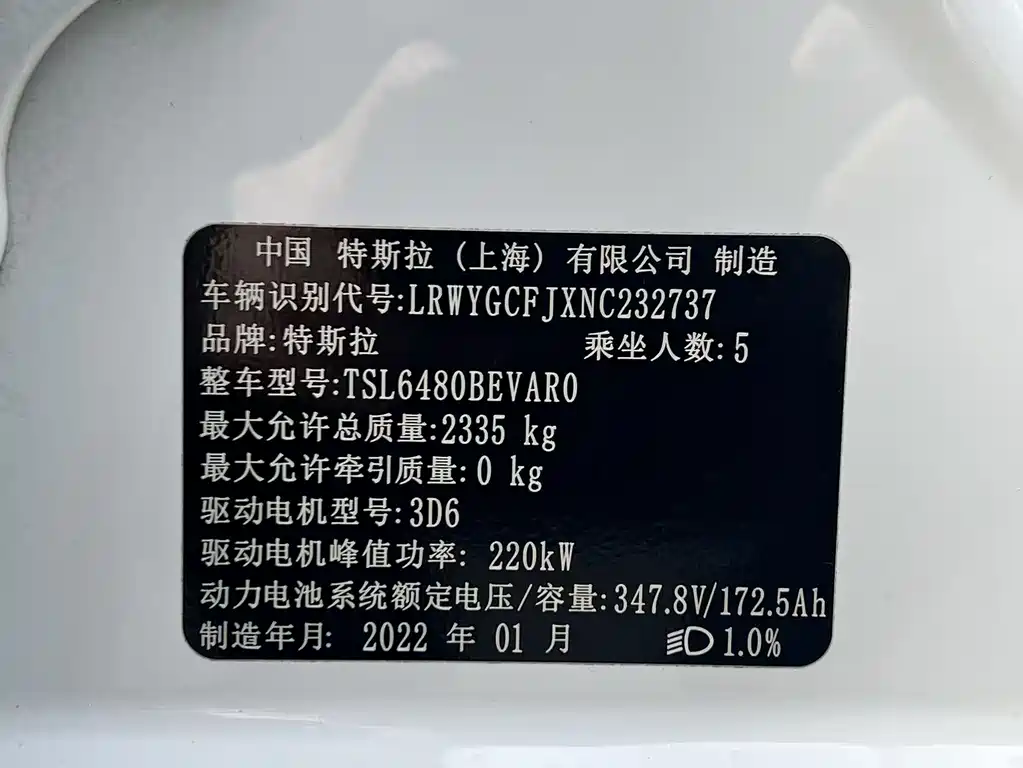 中国 特斯拉（上海）有限公司 制造
车辆识别代号:LRWYGCFJXNC232737
品牌:特斯拉 乘坐人数:5
整车型号:TSL6480BEVAR0
最大允许总质量:2335 kg
最大允许牵引质量:0 kg
驱动电机型号:3D6
驱动电机峰值功率: 220kW
动力电池系统额定电压/容量:347.8V/172.5Ah
制造年月: 2022 年 01 月 1.0%